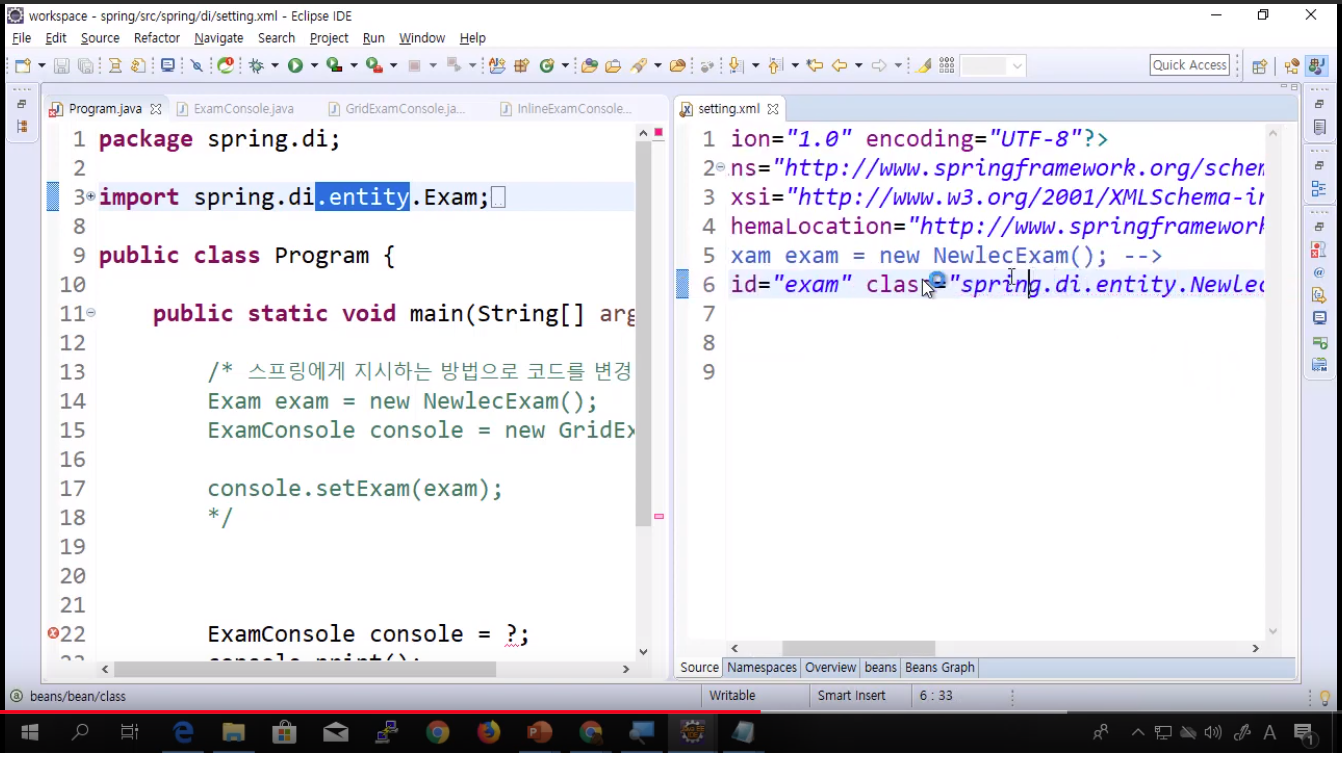 workspace - spring/src/spring/di/setting.xml - Eclipse IDE
File Edit Source Refactor Navigate Search Project Run Window Help
Quick Access
Program.java ExamConsole.java GridExamConsole.ja... InlineExamConsole...
1 package spring.di;
2
3 import spring.di.entity.Exam;
8
9 public class Program {
10
11 public static void main(String[] arg
12
13 /* 스프링에게 지시하는 방법으로 코드를 변경
14 Exam exam = new NewlecExam();
15 ExamConsole console = new GridEx
16
17 console.setExam(exam);
18 */
19
20
21
22 ExamConsole console = ?;
23 console.print();
setting.xml
1 ion="1.0" encoding="UTF-8"?>
2 ns="http://www.springframework.org/schem
3 xsi="http://www.w3.org/2001/XMLSchema-in
4 hemaLocation="http://www.springframework
5 xam exam = new NewlecExam(); -->
6 id="exam" class="spring.di.entity.Newlec
7
8
9
Source Namespaces Overview beans Beans Graph
beans/bean/class Writable Smart Insert 6 : 33
A 1